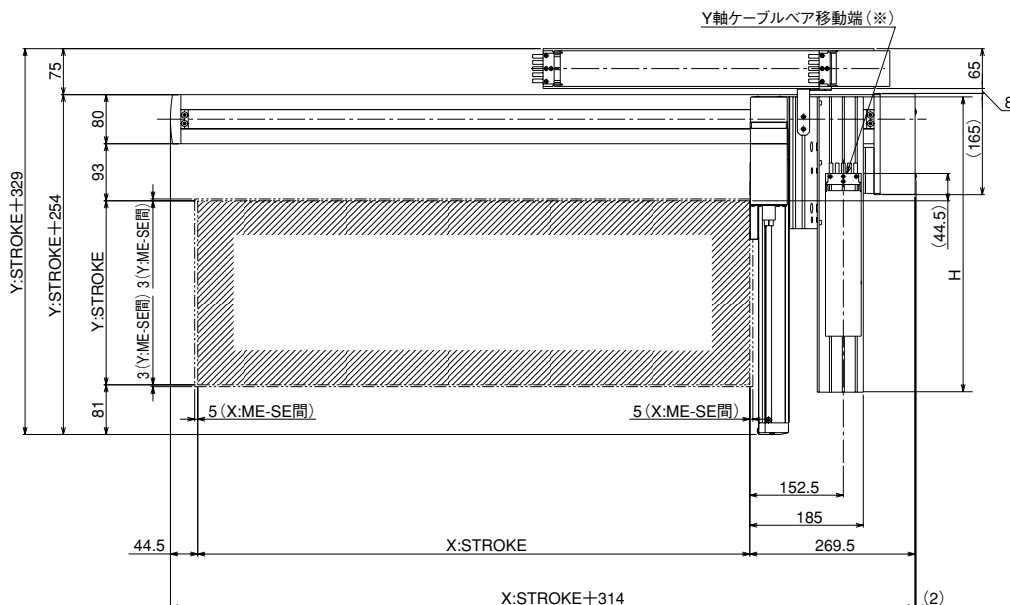 Y軸ケーブルベア移動端(※)
75
65
8
80
(165)
93
Y:STROKE+329
Y:STROKE+254
Y:STROKE
3(Y:ME-SE間)
3(Y:ME-SE間)
(44.5)
H
81
5(X:ME-SE間)
5(X:ME-SE間)
152.5
185
44.5
X:STROKE
269.5
X:STROKE+314
(2)